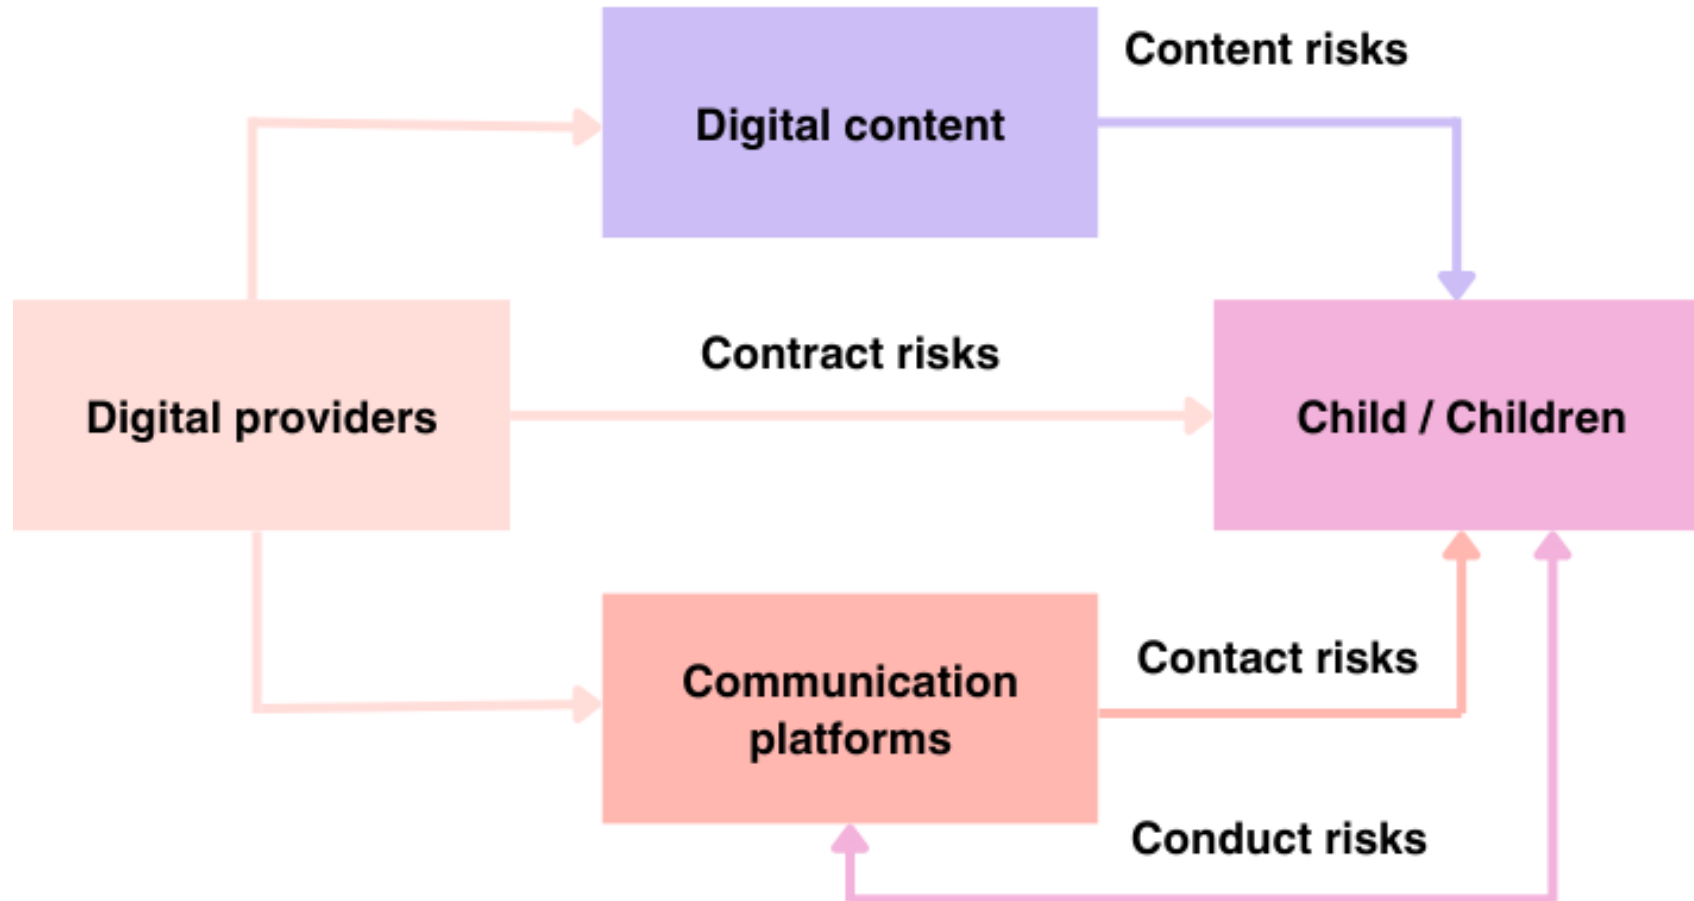 Content risks
Digital content
Contract risks
Digital providers
Child / Children
Communication
platforms
Contact risks
Conduct risks